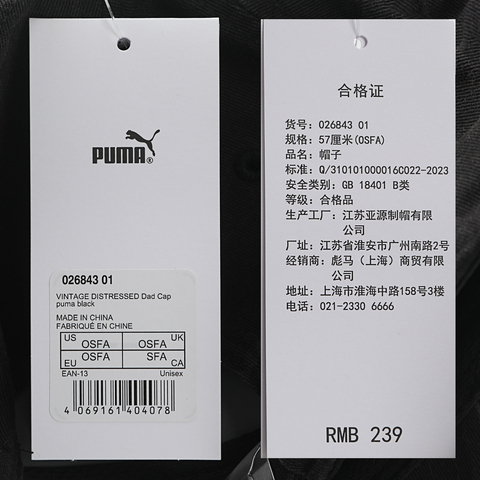 PUMA®
026843 01
VINTAGE DISTRESSED Dad Cap
puma black
MADE IN CHINA
FABRIQUÉ EN CHINE
US OSFA OSFA UK
EU OSFA SFA CA
EAN-13 Unisex
4 069161 404078
合格证
货号：026843 01
规格：57厘米(OSFA)
品名：帽子
标准：Q/310101000016C022-2023
安全类别：GB 18401 B类
等级：合格品
生产工厂：江苏亚源制帽有限
公司
厂址：江苏省淮安市广州南路2号
经销商：彪马（上海）商贸有限
公司
地址：上海市淮海中路158号3楼
电话：021-2330 6666
RMB 239